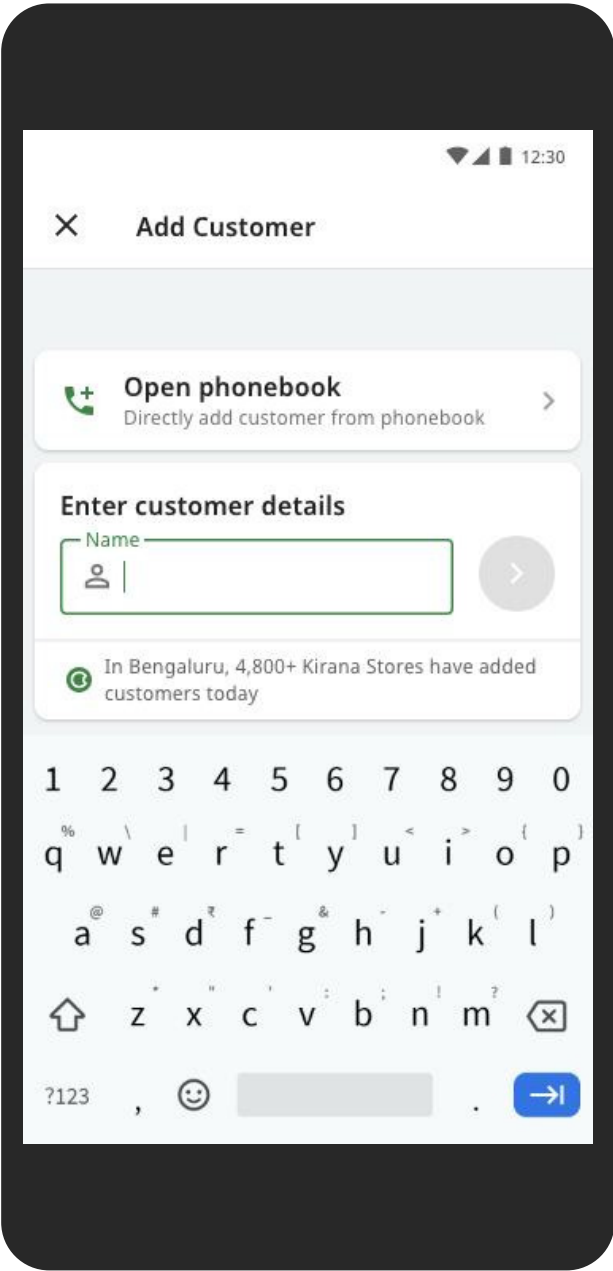 12:30
Add Customer
Open phonebook
Directly add customer from phonebook
Enter customer details
Name
In Bengaluru, 4,800+ Kirana Stores have added
customers today
1 2 3 4 5 6 7 8 9 0
% \ | = [ ] < > { }
q w e r t y u i o p
@ # ₹ _ & - + ( )
a s d f g h j k l
* " ' : ; ! ?
z x c v b n m
?123 , .